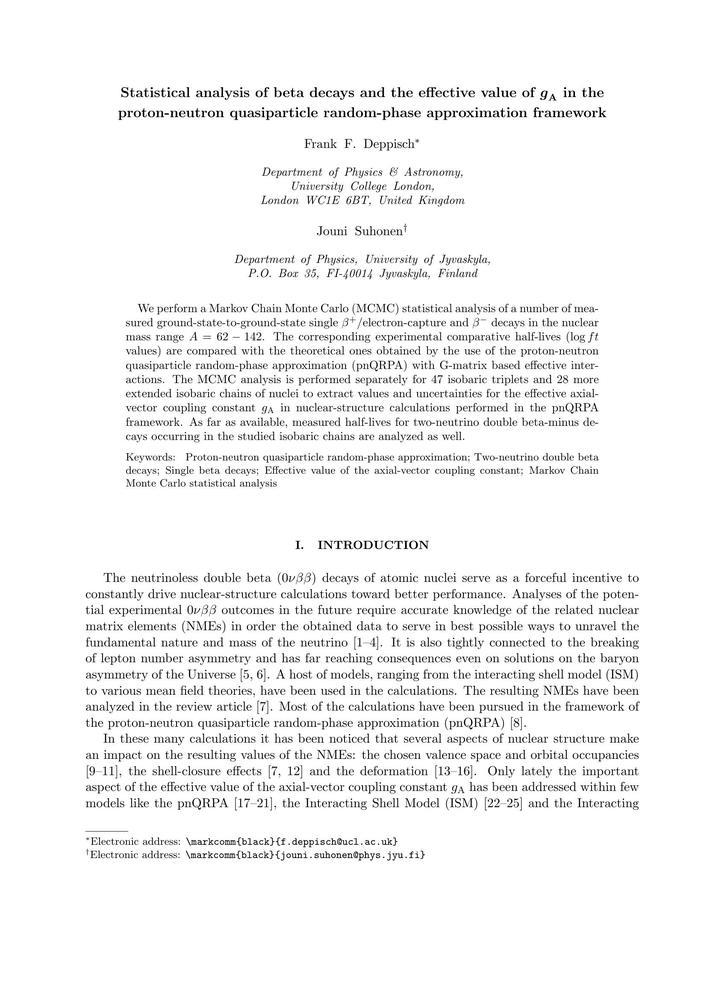 Statistical analysis of beta decays and the effective value of gA in the
proton-neutron quasiparticle random-phase approximation framework
Frank F. Deppisch*
Department of Physics & Astronomy,
University College London,
London WC1E 6BT, United Kingdom
Jouni Suhonen†
Department of Physics, University of Jyvaskyla,
P.O. Box 35, FI-40014 Jyvaskyla, Finland
We perform a Markov Chain Monte Carlo (MCMC) statistical analysis of a number of mea-
sured ground-state-to-ground-state single β+/electron-capture and β− decays in the nuclear
mass range A = 62 − 142. The corresponding experimental comparative half-lives (log ft
values) are compared with the theoretical ones obtained by the use of the proton-neutron
quasiparticle random-phase approximation (pnQRPA) with G-matrix based effective inter-
actions. The MCMC analysis is performed separately for 47 isobaric triplets and 28 more
extended isobaric chains of nuclei to extract values and uncertainties for the effective axial-
vector coupling constant gA in nuclear-structure calculations performed in the pnQRPA
framework. As far as available, measured half-lives for two-neutrino double beta-minus de-
cays occurring in the studied isobaric chains are analyzed as well.
Keywords: Proton-neutron quasiparticle random-phase approximation; Two-neutrino double beta
decays; Single beta decays; Effective value of the axial-vector coupling constant; Markov Chain
Monte Carlo statistical analysis
I. INTRODUCTION
The neutrinoless double beta (0νββ) decays of atomic nuclei serve as a forceful incentive to
constantly drive nuclear-structure calculations toward better performance. Analyses of the poten-
tial experimental 0νββ outcomes in the future require accurate knowledge of the related nuclear
matrix elements (NMEs) in order the obtained data to serve in best possible ways to unravel the
fundamental nature and mass of the neutrino [1–4]. It is also tightly connected to the breaking
of lepton number asymmetry and has far reaching consequences even on solutions on the baryon
asymmetry of the Universe [5, 6]. A host of models, ranging from the interacting shell model (ISM)
to various mean field theories, have been used in the calculations. The resulting NMEs have been
analyzed in the review article [7]. Most of the calculations have been pursued in the framework of
the proton-neutron quasiparticle random-phase approximation (pnQRPA) [8].
In these many calculations it has been noticed that several aspects of nuclear structure make
an impact on the resulting values of the NMEs: the chosen valence space and orbital occupancies
[9–11], the shell-closure effects [7, 12] and the deformation [13–16]. Only lately the important
aspect of the effective value of the axial-vector coupling constant gA has been addressed within few
models like the pnQRPA [17–21], the Interacting Shell Model (ISM) [22–25] and the Interacting
*Electronic address: \markcomm{black}{f.deppisch@ucl.ac.uk}
†Electronic address: \markcomm{black}{jouni.suhonen@phys.jyu.fi}